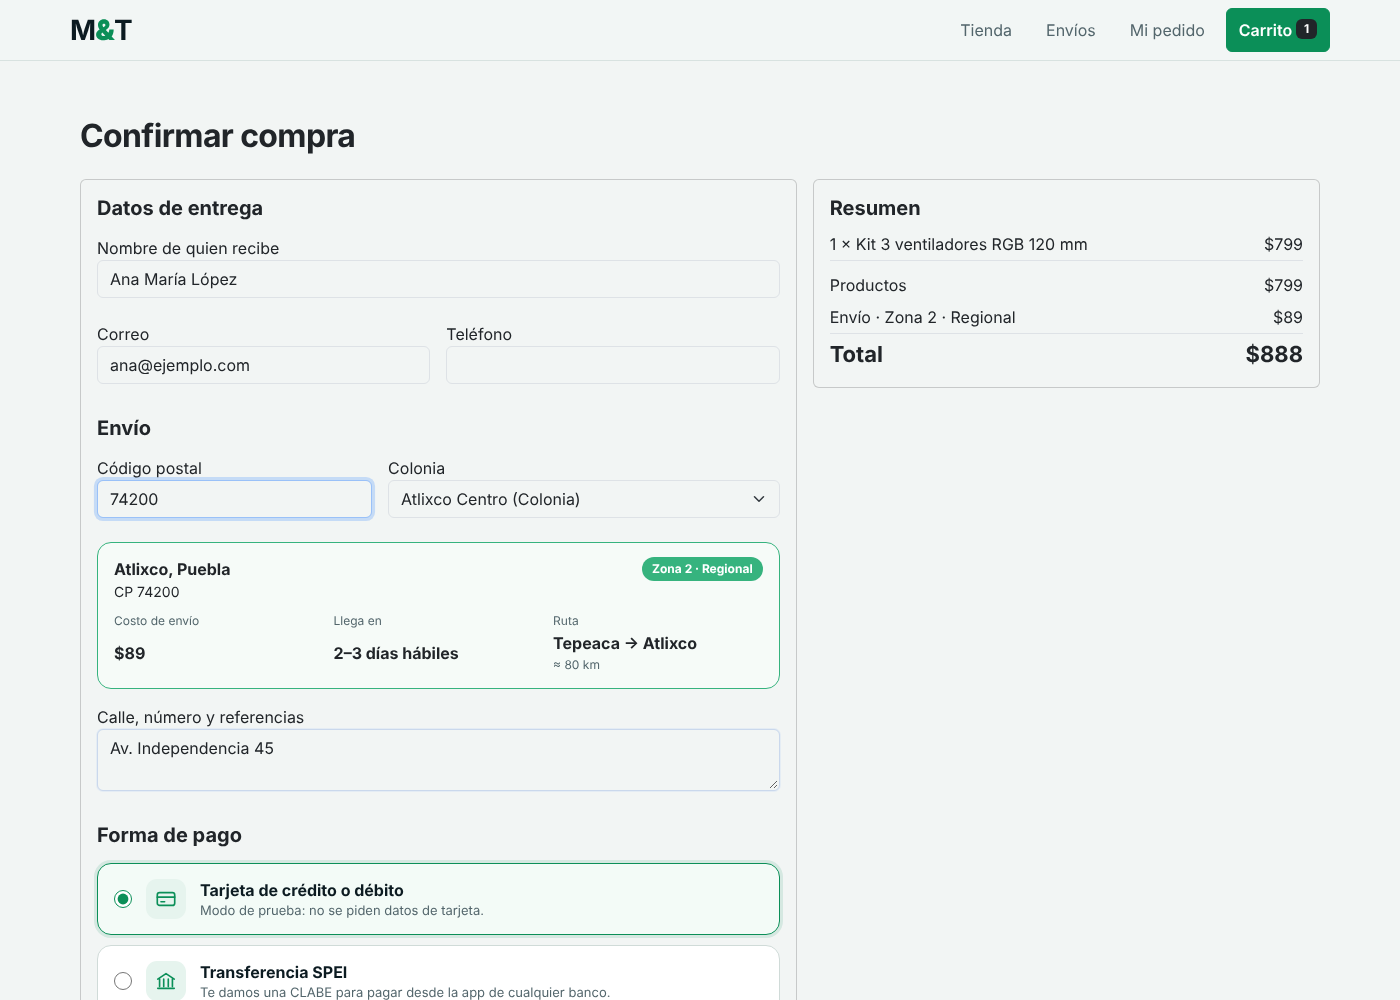 M&T
Tienda
Envíos
Mi pedido
Carrito 1
Confirmar compra
Datos de entrega
Nombre de quien recibe
Ana María López
Correo
Teléfono
ana@ejemplo.com
Envío
Código postal
Colonia
74200
Atlixco Centro (Colonia)
Atlixco, Puebla
Zona 2 · Regional
CP 74200
Costo de envío
Llega en
Ruta
$89
2–3 días hábiles
Tepeaca → Atlixco
≈ 80 km
Calle, número y referencias
Av. Independencia 45
Forma de pago
Tarjeta de crédito o débito
Modo de prueba: no se piden datos de tarjeta.
Transferencia SPEI
Te damos una CLABE para pagar desde la app de cualquier banco.
Resumen
1 × Kit 3 ventiladores RGB 120 mm $799
Productos $799
Envío · Zona 2 · Regional $89
Total $888